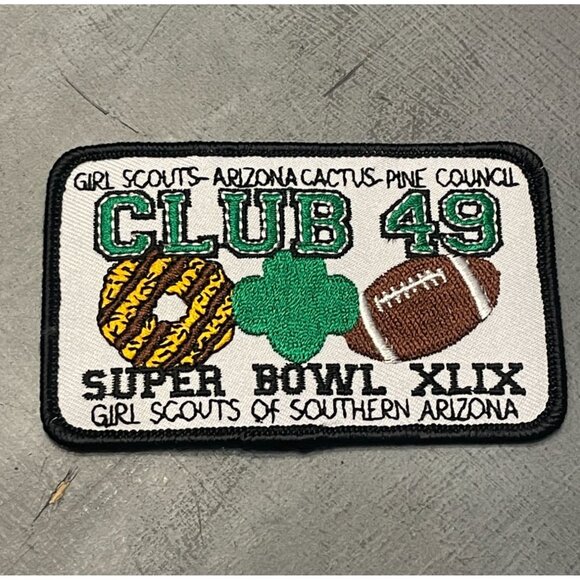 GIRL SCOUTS-ARIZONA CACTUS-PINE COUNCIL
CLUB 49
SUPER BOWL XLIX
GIRL SCOUTS OF SOUTHERN ARIZONA